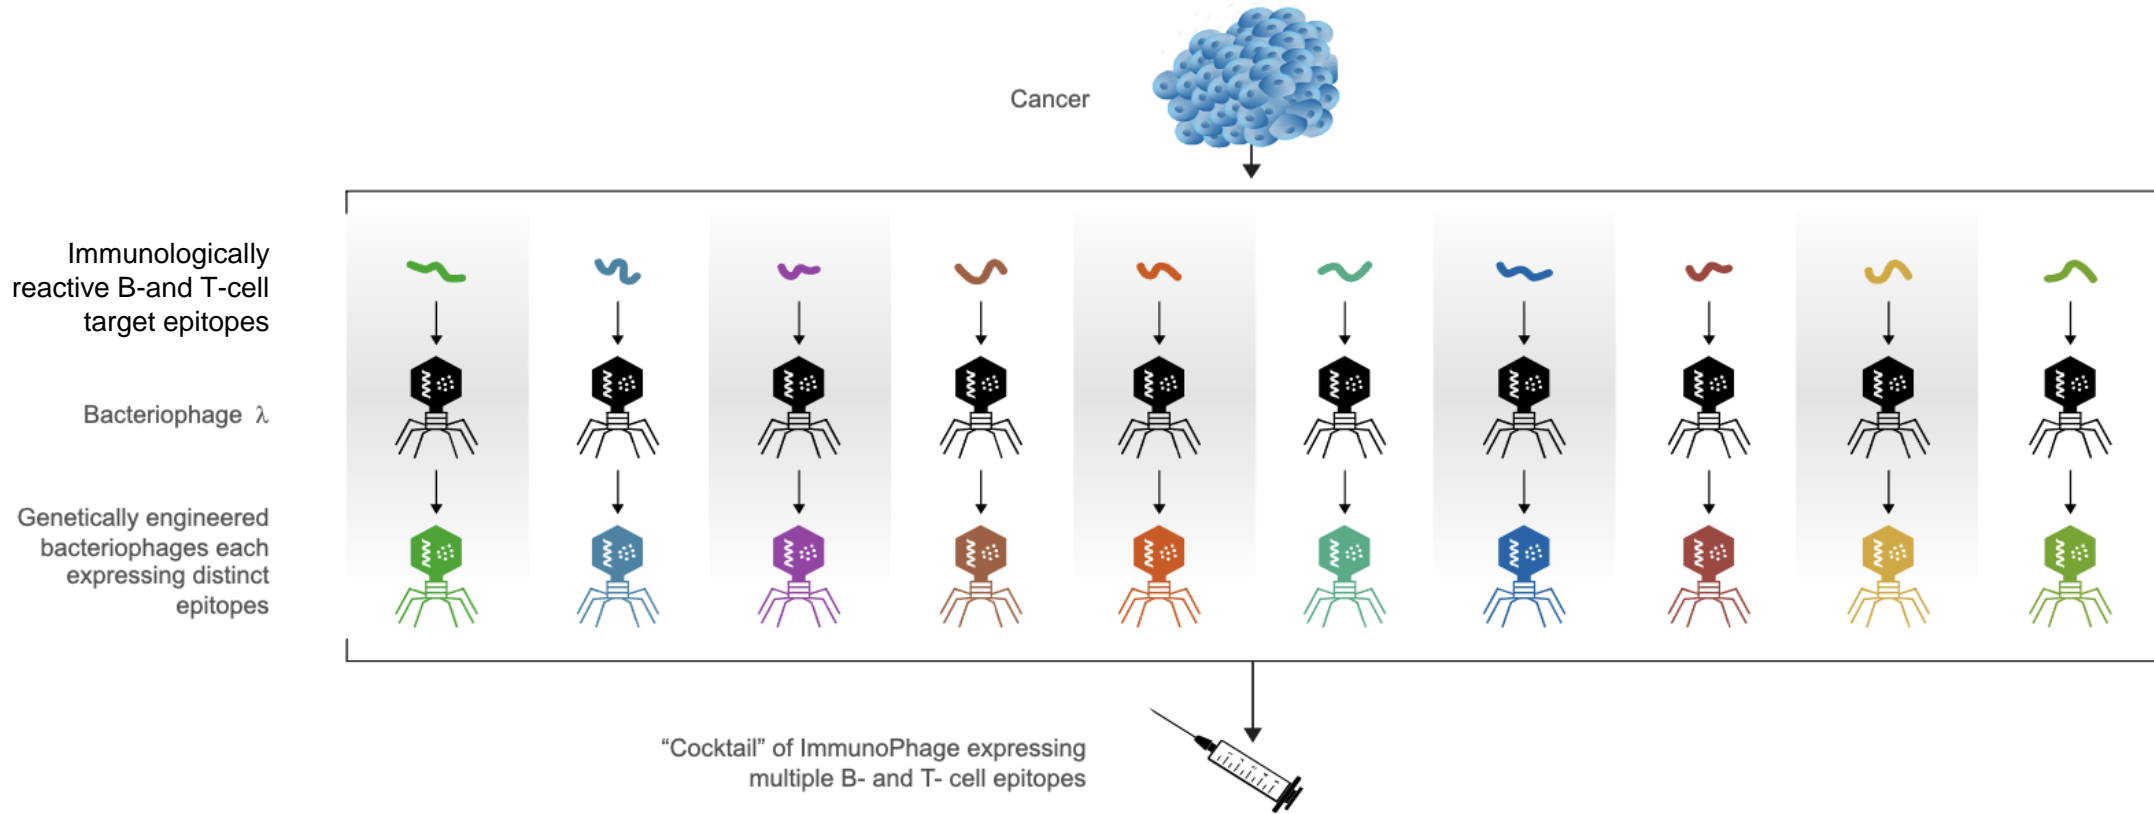 Cancer
Immunologically
reactive B-and T-cell
target epitopes
Bacteriophage λ
Genetically engineered
bacteriophages each
expressing distinct
epitopes
“Cocktail” of ImmunoPhage expressing
multiple B- and T- cell epitopes